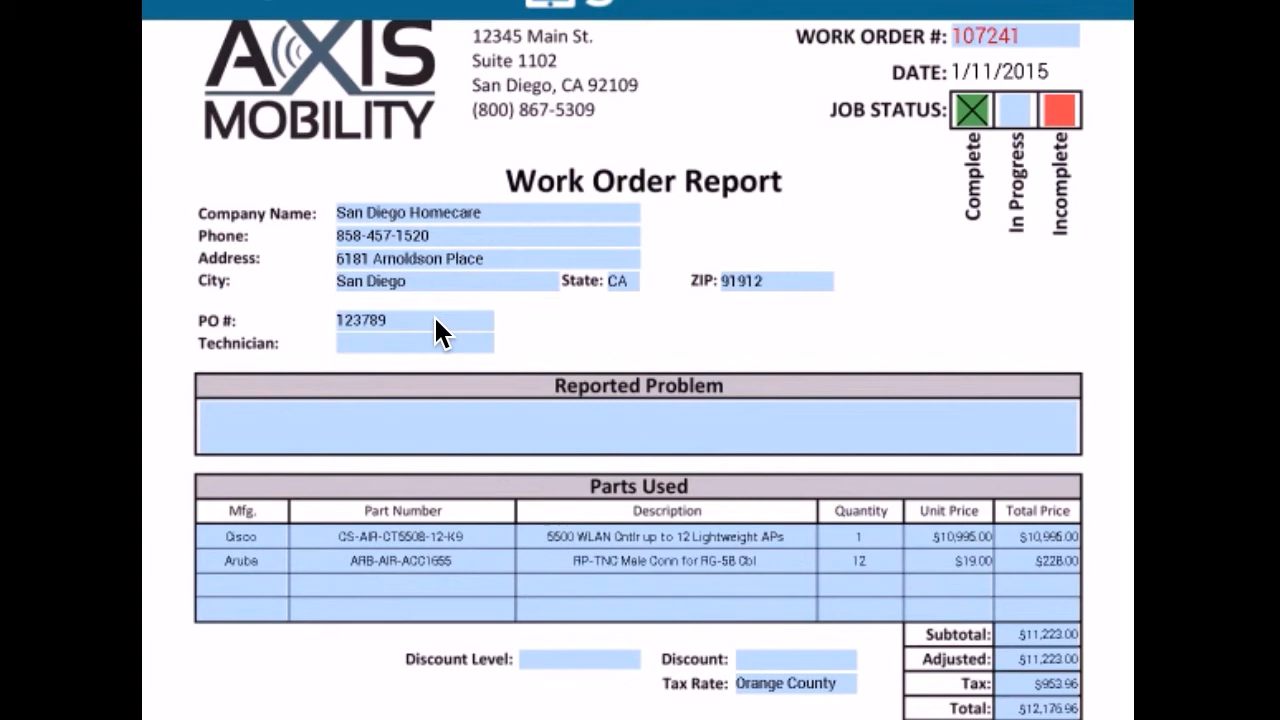 AXIS
MOBILITY
12345 Main St.
Suite 1102
San Diego, CA 92109
(800) 867-5309
WORK ORDER #: 107241
DATE: 1/11/2015
JOB STATUS:
Complete
In Progress
Incomplete
Work Order Report
Company Name: San Diego Homecare
Phone: 858-457-1520
Address: 6181 Arnoldson Place
City: San Diego State: CA ZIP: 91912
PO #: 123789
Technician:
Reported Problem
Parts Used
Mfg. Part Number Description Quantity Unit Price Total Price
Cisco CS-AIR-CT5508-12-K9 5500 WLAN Cntlr up to 12 Lightweight APs 1 $10,995.00 $10,995.00
Aruba ARB-AIR-ACC1655 RP-TNC Male Conn for RG-58 Cbl 12 $19.00 $228.00
Subtotal: $11,223.00
Discount Level: Discount: Adjusted: $11,223.00
Tax Rate: Orange County Tax: $953.96
Total: $12,176.96